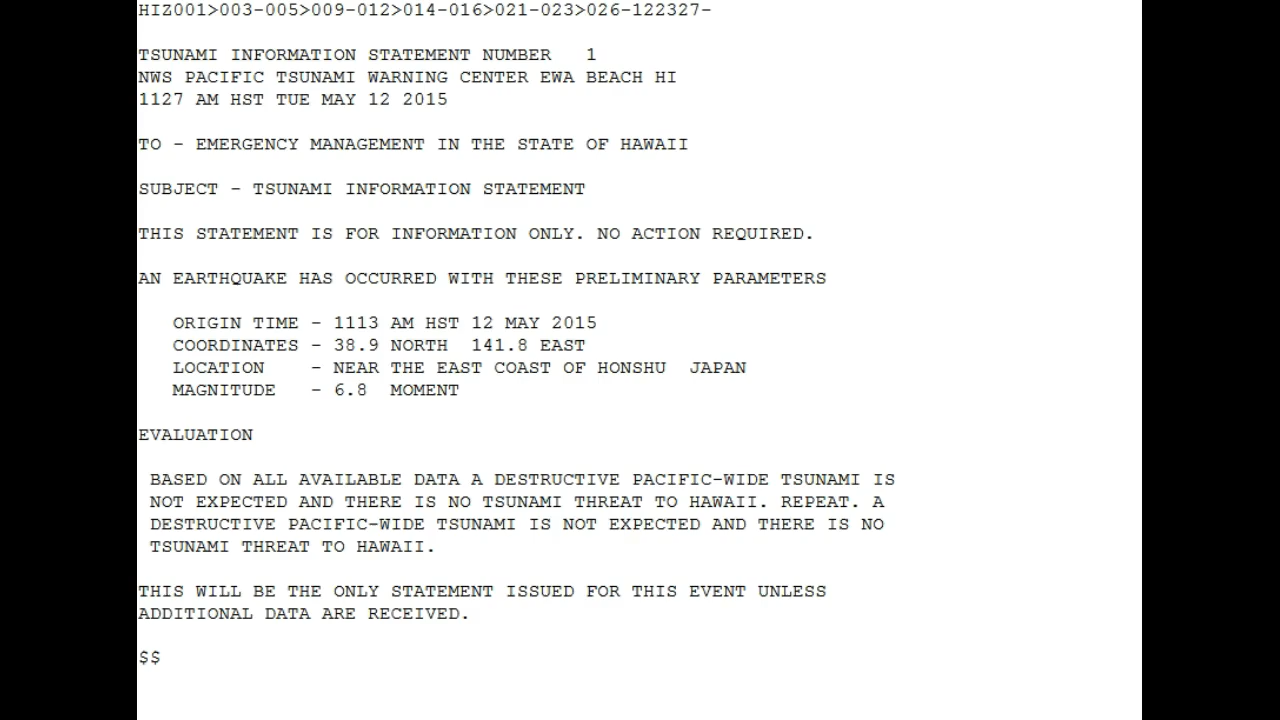 HIZ001>003-005>009-012>014-016>021-023>026-122327-
TSUNAMI INFORMATION STATEMENT NUMBER   1
NWS PACIFIC TSUNAMI WARNING CENTER EWA BEACH HI
1127 AM HST TUE MAY 12 2015
TO - EMERGENCY MANAGEMENT IN THE STATE OF HAWAII
SUBJECT - TSUNAMI INFORMATION STATEMENT
THIS STATEMENT IS FOR INFORMATION ONLY. NO ACTION REQUIRED.
AN EARTHQUAKE HAS OCCURRED WITH THESE PRELIMINARY PARAMETERS
ORIGIN TIME - 1113 AM HST 12 MAY 2015
COORDINATES - 38.9 NORTH  141.8 EAST
LOCATION    - NEAR THE EAST COAST OF HONSHU  JAPAN
MAGNITUDE   - 6.8  MOMENT
EVALUATION
BASED ON ALL AVAILABLE DATA A DESTRUCTIVE PACIFIC-WIDE TSUNAMI IS
NOT EXPECTED AND THERE IS NO TSUNAMI THREAT TO HAWAII. REPEAT. A
DESTRUCTIVE PACIFIC-WIDE TSUNAMI IS NOT EXPECTED AND THERE IS NO
TSUNAMI THREAT TO HAWAII.
THIS WILL BE THE ONLY STATEMENT ISSUED FOR THIS EVENT UNLESS
ADDITIONAL DATA ARE RECEIVED.
$$